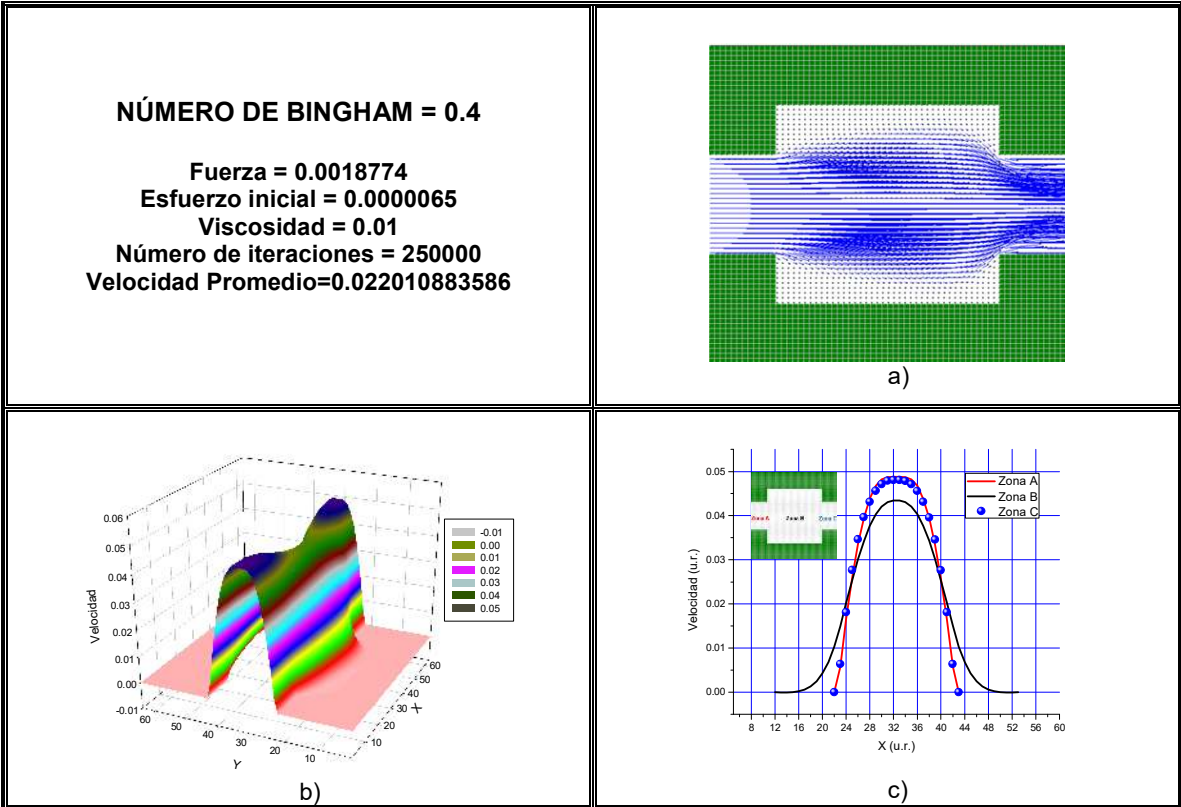 NÚMERO DE BINGHAM = 0.4
Fuerza = 0.0018774
Esfuerzo inicial = 0.0000065
Viscosidad = 0.01
Número de iteraciones = 250000
Velocidad Promedio=0.022010883586
a)
0.06
0.05
0.04
0.03
0.02
0.01
0.00
-0.01
Velocidad
60
50
40
30
20
10
Y
10
20
30
40
50
60
X
-0.01
0.00
0.01
0.02
0.03
0.04
0.05
b)
0.05
0.04
0.03
0.02
0.01
0.00
Velocidad (u.r.)
Zona A
Zona B
Zona C
Zona A
Zona B
Zona C
8 12 16 20 24 28 32 36 40 44 48 52 56 60
X (u.r.)
c)